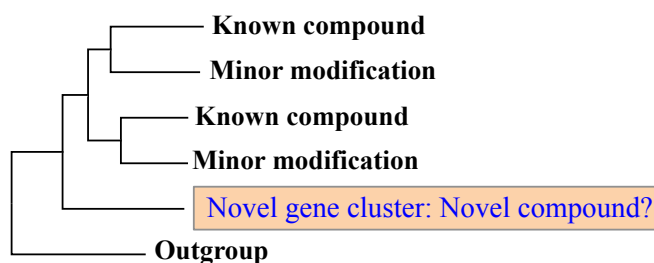 Known compound
Minor modification
Known compound
Minor modification
Novel gene cluster: Novel compound?
Outgroup